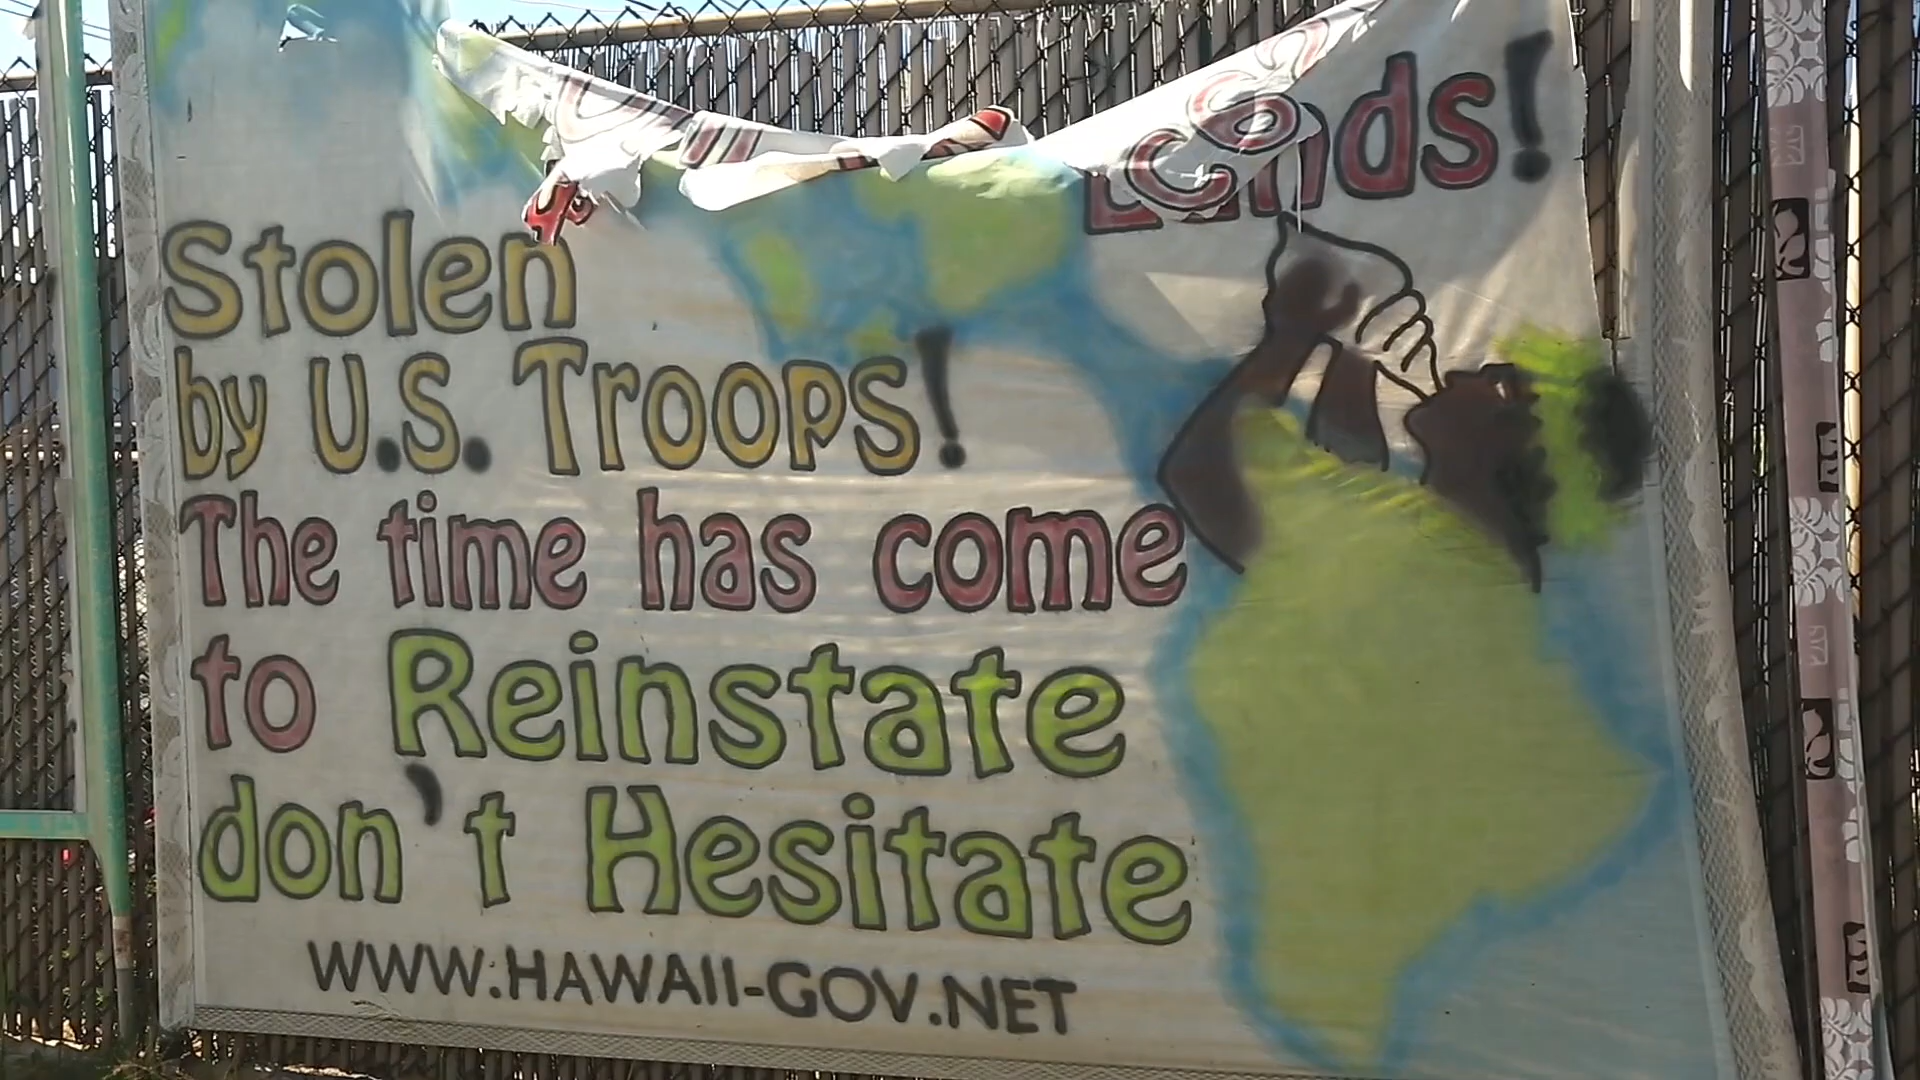 Lands!
Stolen
by U.S. Troops!
The time has come
to Reinstate
don't Hesitate
WWW.HAWAII-GOV.NET